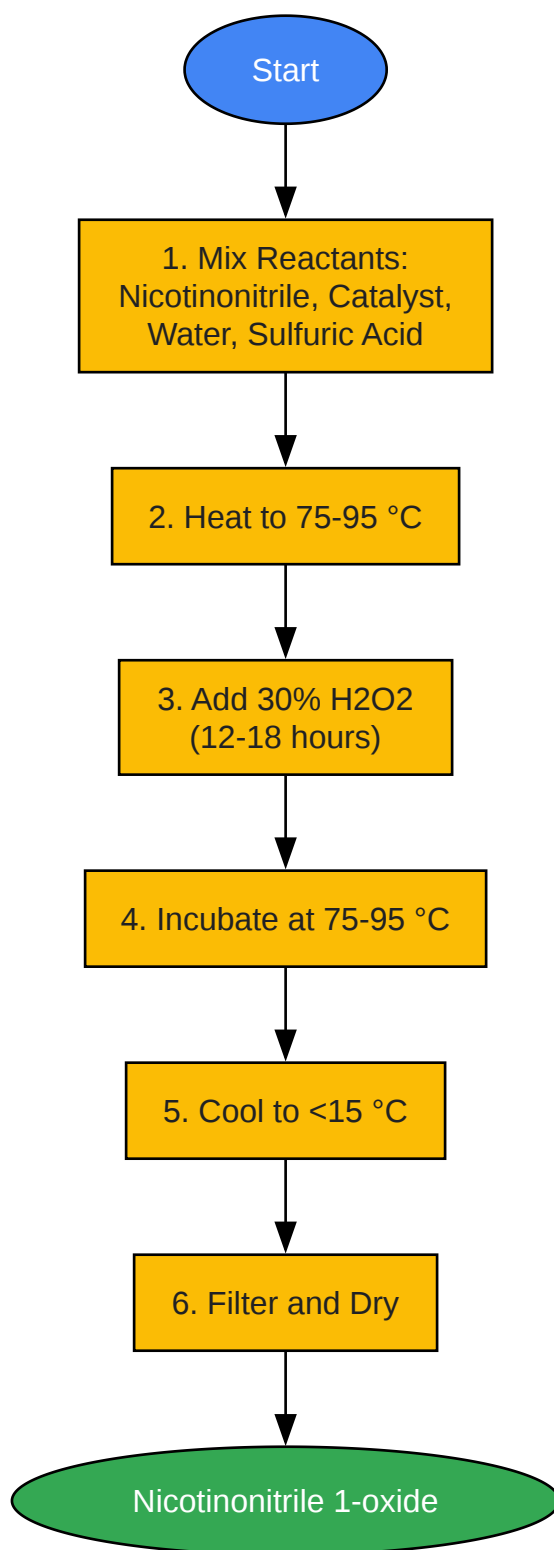 Start
1. Mix Reactants:
Nicotinonitrile, Catalyst,
Water, Sulfuric Acid
2. Heat to 75-95 °C
3. Add 30% H2O2
(12-18 hours)
4. Incubate at 75-95 °C
5. Cool to <15 °C
6. Filter and Dry
Nicotinonitrile 1-oxide